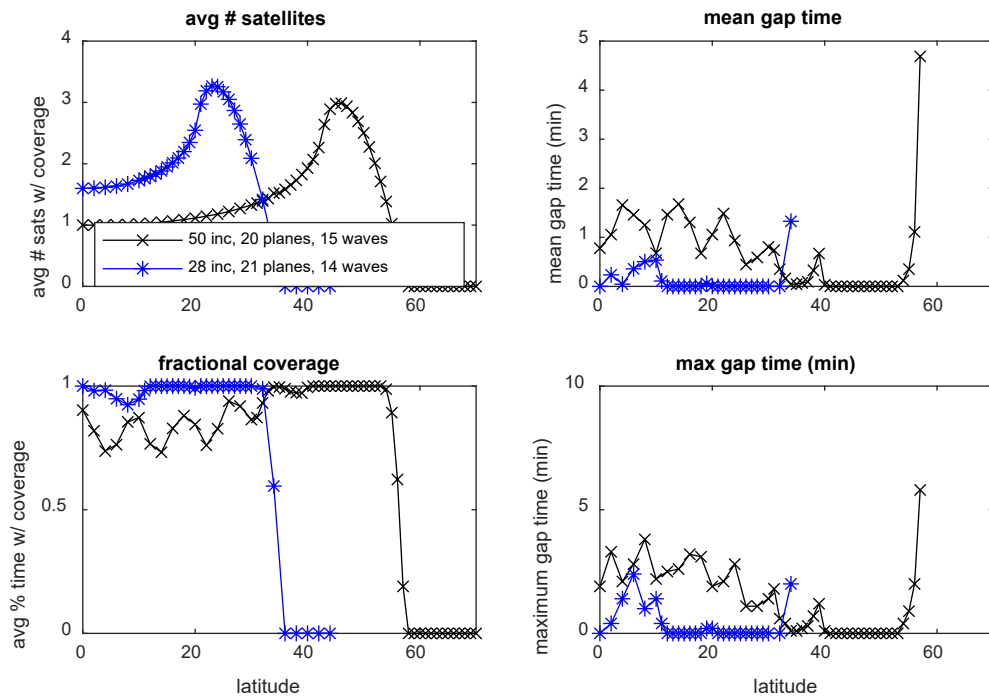 avg # satellites
4
3
2
1
0
avg # sats w/ coverage
0
20
40
60
50 inc, 20 planes, 15 waves
28 inc, 21 planes, 14 waves
mean gap time
5
4
3
2
1
0
mean gap time (min)
0
20
40
60
fractional coverage
1
0.5
0
avg % time w/ coverage
0
20
40
60
latitude
max gap time (min)
10
5
0
maximum gap time (min)
0
20
40
60
latitude